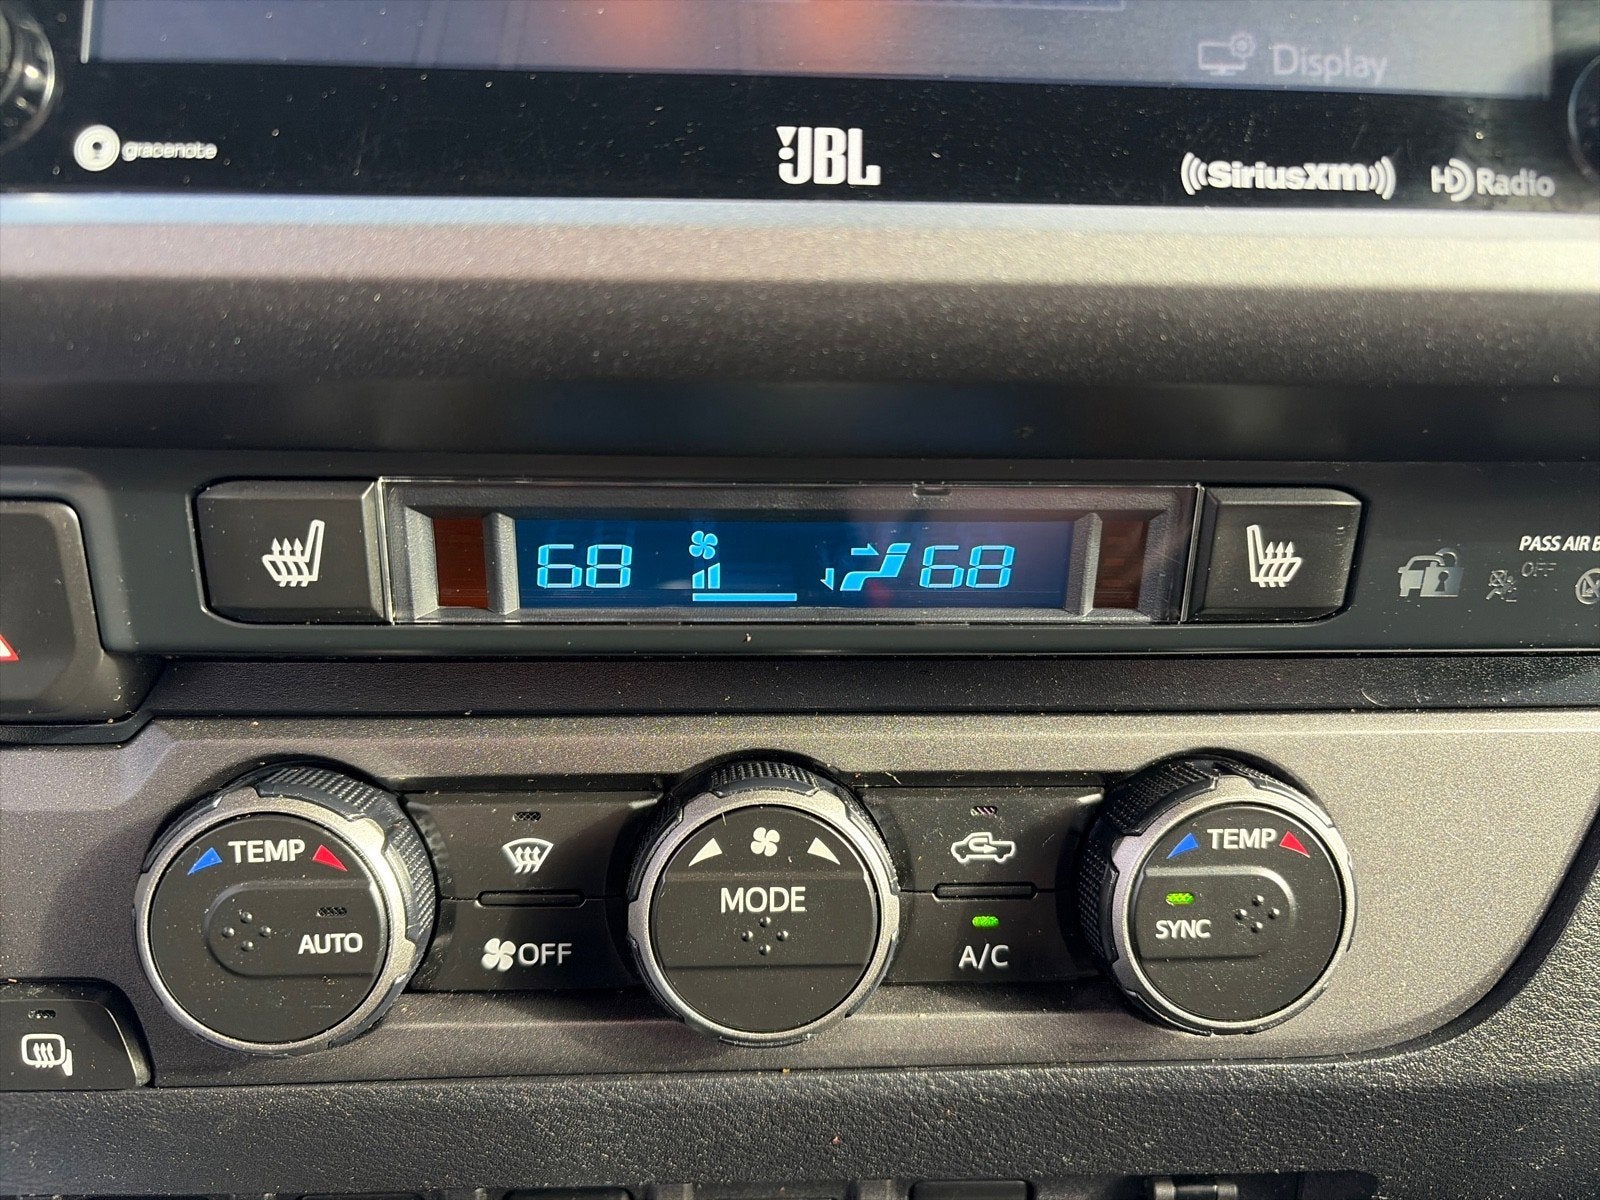 Display
gracenote
JBL
SiriusXM
HD Radio
68
68
PASS AIR B
OFF
TEMP
AUTO
OFF
MODE
A/C
TEMP
SYNC